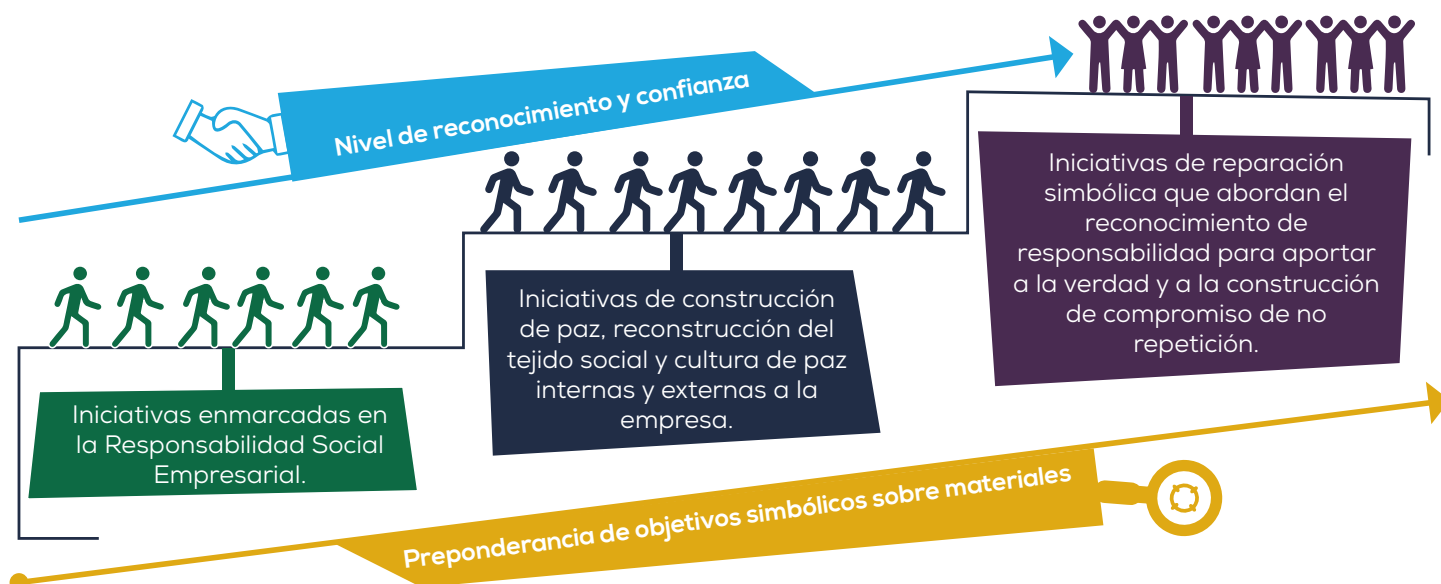 Nivel de reconocimiento y confianza
Iniciativas enmarcadas en
la Responsabilidad Social
Empresarial.
Iniciativas de construcción
de paz, reconstrucción del
tejido social y cultura de paz
internas y externas a la
empresa.
Iniciativas de reparación
simbólica que abordan el
reconocimiento de
responsabilidad para aportar
a la verdad y a la construcción
de compromiso de no
repetición.
Preponderancia de objetivos simbólicos sobre materiales